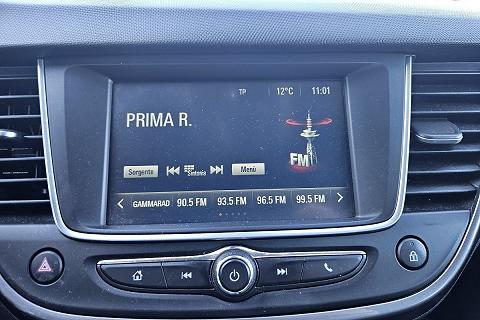 TP 12°C 11:01
PRIMA R.
FM
Sorgente Sintonia Menù
GAMMARAD 90.5 FM 93.5 FM 96.5 FM 99.5 FM